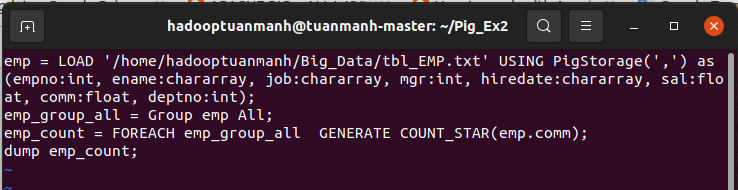 hadooptuanmanh@tuanmanh-master: ~/Pig_Ex2
emp = LOAD '/home/hadooptuanmanh/Big_Data/tbl_EMP.txt' USING PigStorage(',') as
(empno:int, ename:chararray, job:chararray, mgr:int, hiredate:chararray, sal:flo
at, comm:float, deptno:int);
emp_group_all = Group emp All;
emp_count = FOREACH emp_group_all  GENERATE COUNT_STAR(emp.comm);
dump emp_count;
~
~